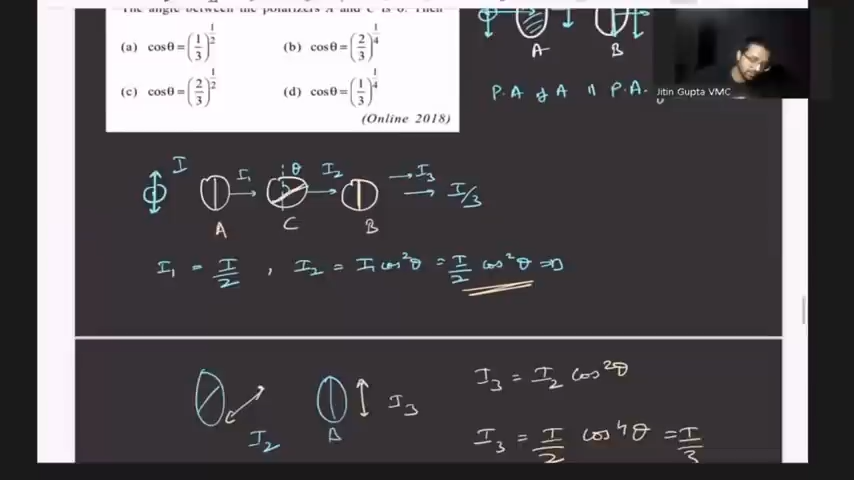 The angle between the polarizers A and C is θ. Then
(a) cosθ = (1/3)^1/2 (b) cosθ = (2/3)^1/4
(c) cosθ = (2/3)^1/2 (d) cosθ = (1/3)^1/4
(Online 2018)
A B
P.A of A || P.A.
Jitin Gupta VMC
I I₁ θ I₂ I₃ I/3
A C B
I₁ = I/2 , I₂ = I₁cos²θ = I/2 cos²θ ⇒
I₂ B I₃
I₃ = I₂ cos²θ
I₃ = I/2 cos⁴θ = I/3